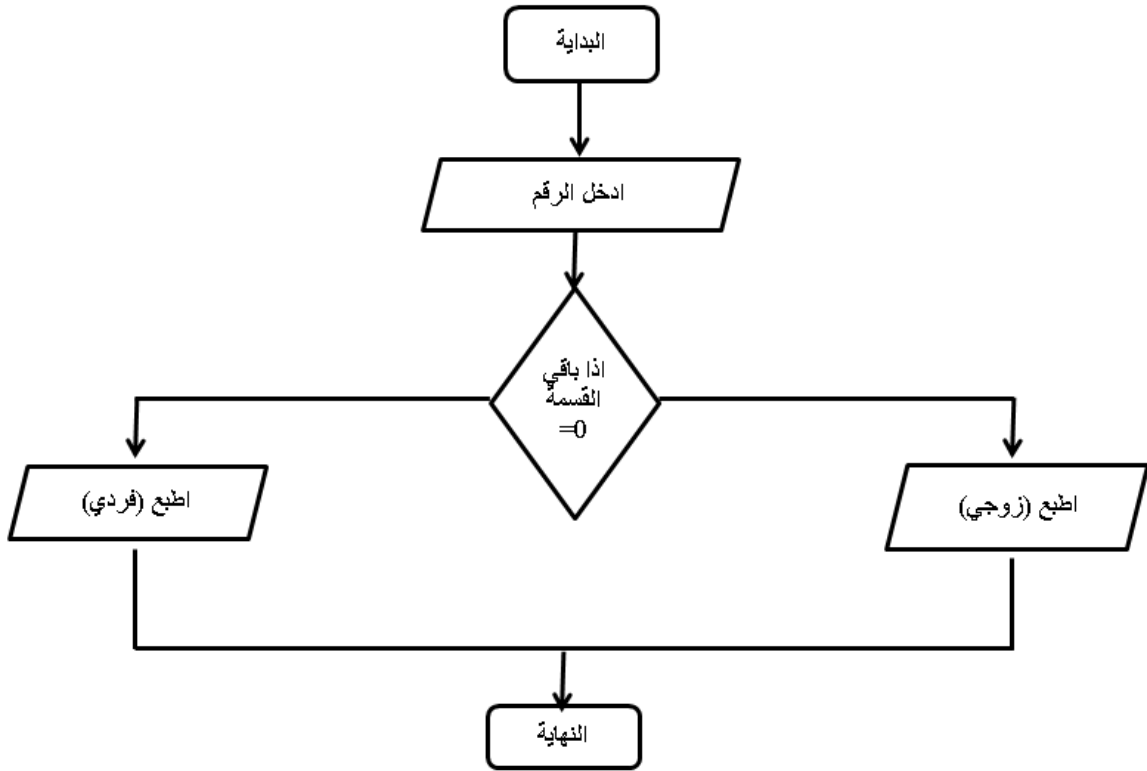 البداية
ادخل الرقم
اذا باقي
القسمة
=0
اطبع (زوجي)
اطبع (فردي)
النهاية